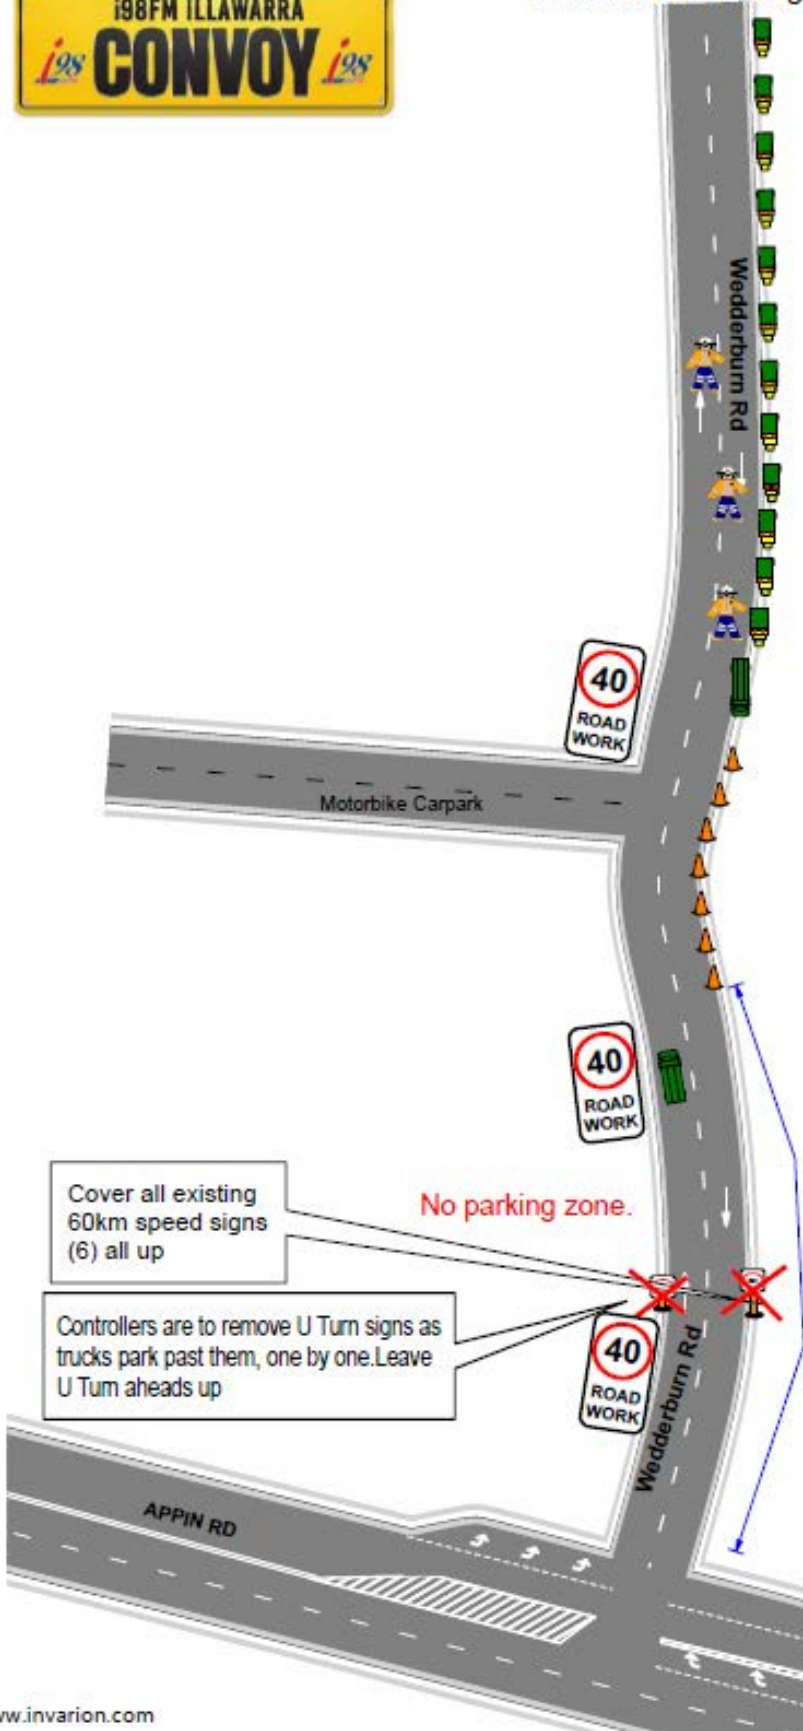 i98FM ILLAWARRA
i98 CONVOY i98
Wedderburn Rd
40
ROAD
WORK
Motorbike Carpark
40
ROAD
WORK
Cover all existing
60km speed signs
(6) all up
No parking zone.
Controllers are to remove U Turn signs as
trucks park past them, one by one.Leave
U Turn aheads up
40
ROAD
WORK
Wedderburn Rd
APPIN RD
ww.invarion.com